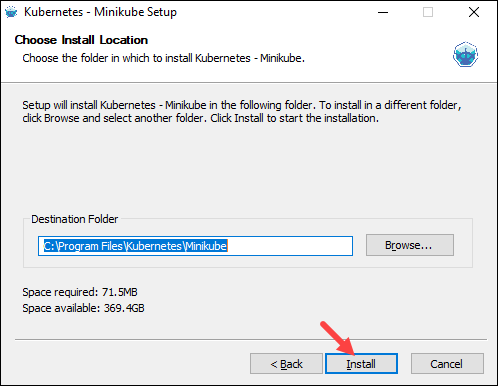 Kubernetes - Minikube Setup
Choose Install Location
Choose the folder in which to install Kubernetes - Minikube.
Setup will install Kubernetes - Minikube in the following folder. To install in a different folder,
click Browse and select another folder. Click Install to start the installation.
Destination Folder
C:\Program Files\Kubernetes\Minikube
Browse...
Space required: 71.5MB
Space available: 369.4GB
< Back
Install
Cancel